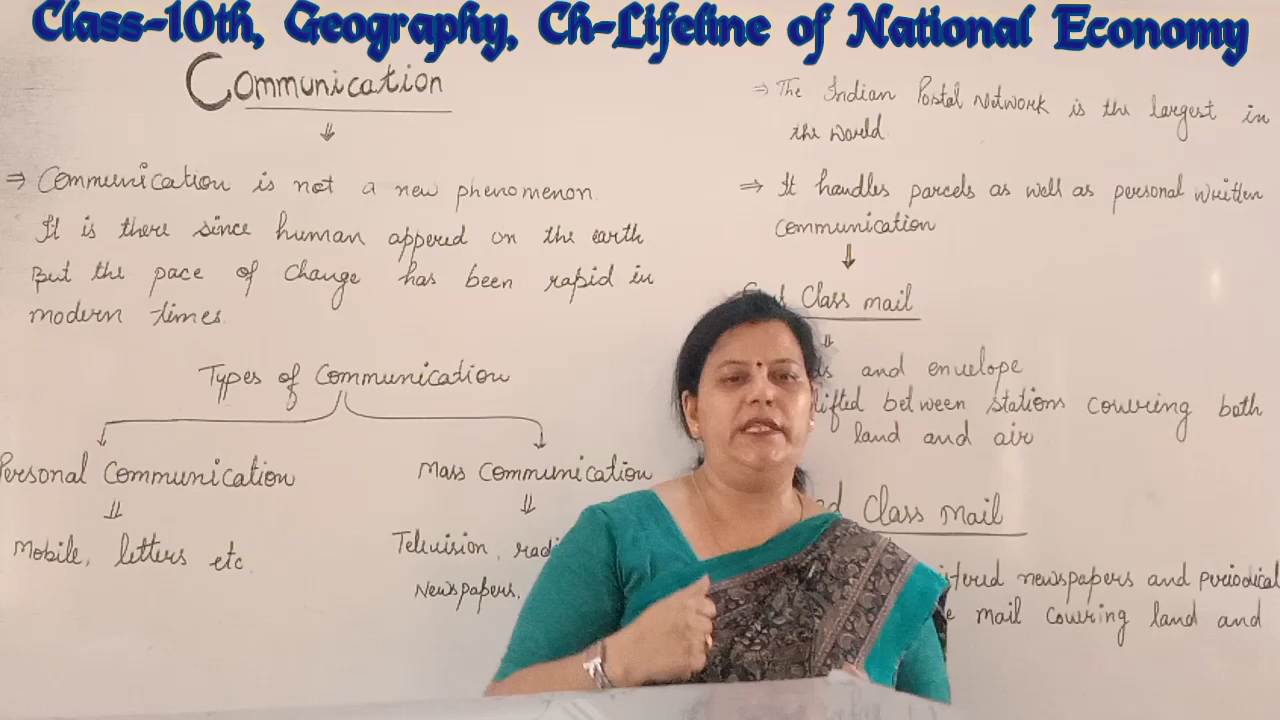 Class-10th, Geography, Ch-Lifeline of National Economy
Communication
⇒ Communication is not a new phenomenon.
It is there since human appered on the earth
But the pace of change has been rapid in
modern times.
Types of Communication
Personal Communication
Mobile, letters etc.
Mass Communication
Television,
Newspapers.
⇒ The Indian Postal Network is the largest in
the world.
⇒ It handles parcels as well as personal written
communication
Class mail
and envelope
between stations covering both
land and air
Class Mail
newspapers and periodical
mail covering land and